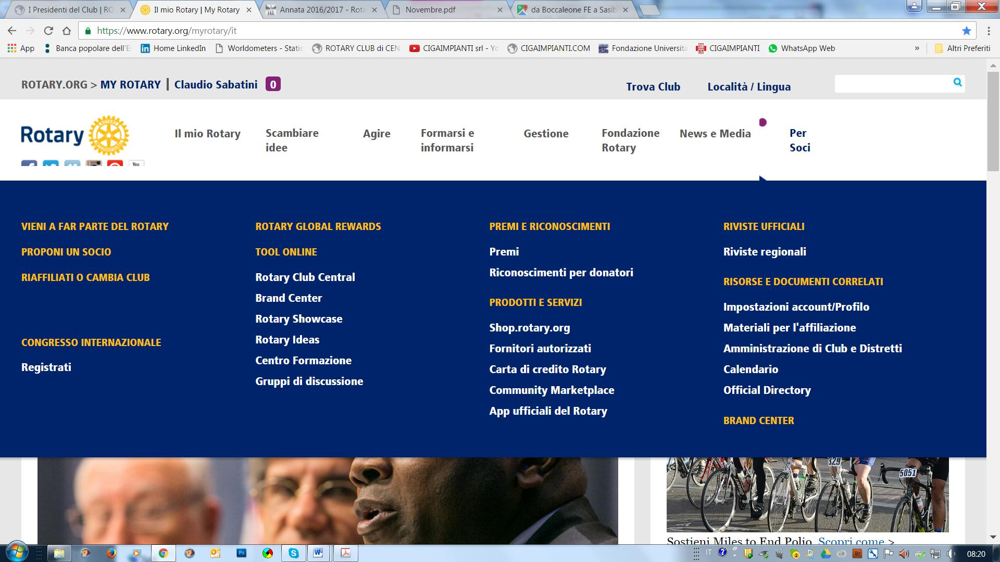 I Presidenti del Club | RO
Il mio Rotary | My Rotary
Annata 2016/2017 - Rota
Novembre.pdf
da Boccaleone FE a Sasib
https://www.rotary.org/myrotary/it
App
Banca popolare dell'E
Home LinkedIn
Worldometers - Statis
ROTARY CLUB di CEN
CIGAIMPIANTI srl - Yo
CIGAIMPIANTI.COM
Fondazione Universita
CIGAIMPIANTI
WhatsApp Web
»
Altri Preferiti
ROTARY.ORG > MY ROTARY | Claudio Sabatini 0
Trova Club
Località / Lingua
Rotary
Il mio Rotary
Scambiare
idee
Agire
Formarsi e
informarsi
Gestione
Fondazione
Rotary
News e Media
Per
Soci
You
VIENI A FAR PARTE DEL ROTARY
PROPONI UN SOCIO
RIAFFILIATI O CAMBIA CLUB
CONGRESSO INTERNAZIONALE
Registrati
ROTARY GLOBAL REWARDS
TOOL ONLINE
Rotary Club Central
Brand Center
Rotary Showcase
Rotary Ideas
Centro Formazione
Gruppi di discussione
PREMI E RICONOSCIMENTI
Premi
Riconoscimenti per donatori
PRODOTTI E SERVIZI
Shop.rotary.org
Fornitori autorizzati
Carta di credito Rotary
Community Marketplace
App ufficiali del Rotary
RIVISTE UFFICIALI
Riviste regionali
RISORSE E DOCUMENTI CORRELATI
Impostazioni account/Profilo
Materiali per l'affiliazione
Amministrazione di Club e Distretti
Calendario
Official Directory
BRAND CENTER
329
5051
Sostieni Miles to End Polio. Scopri come >
IT
08:20